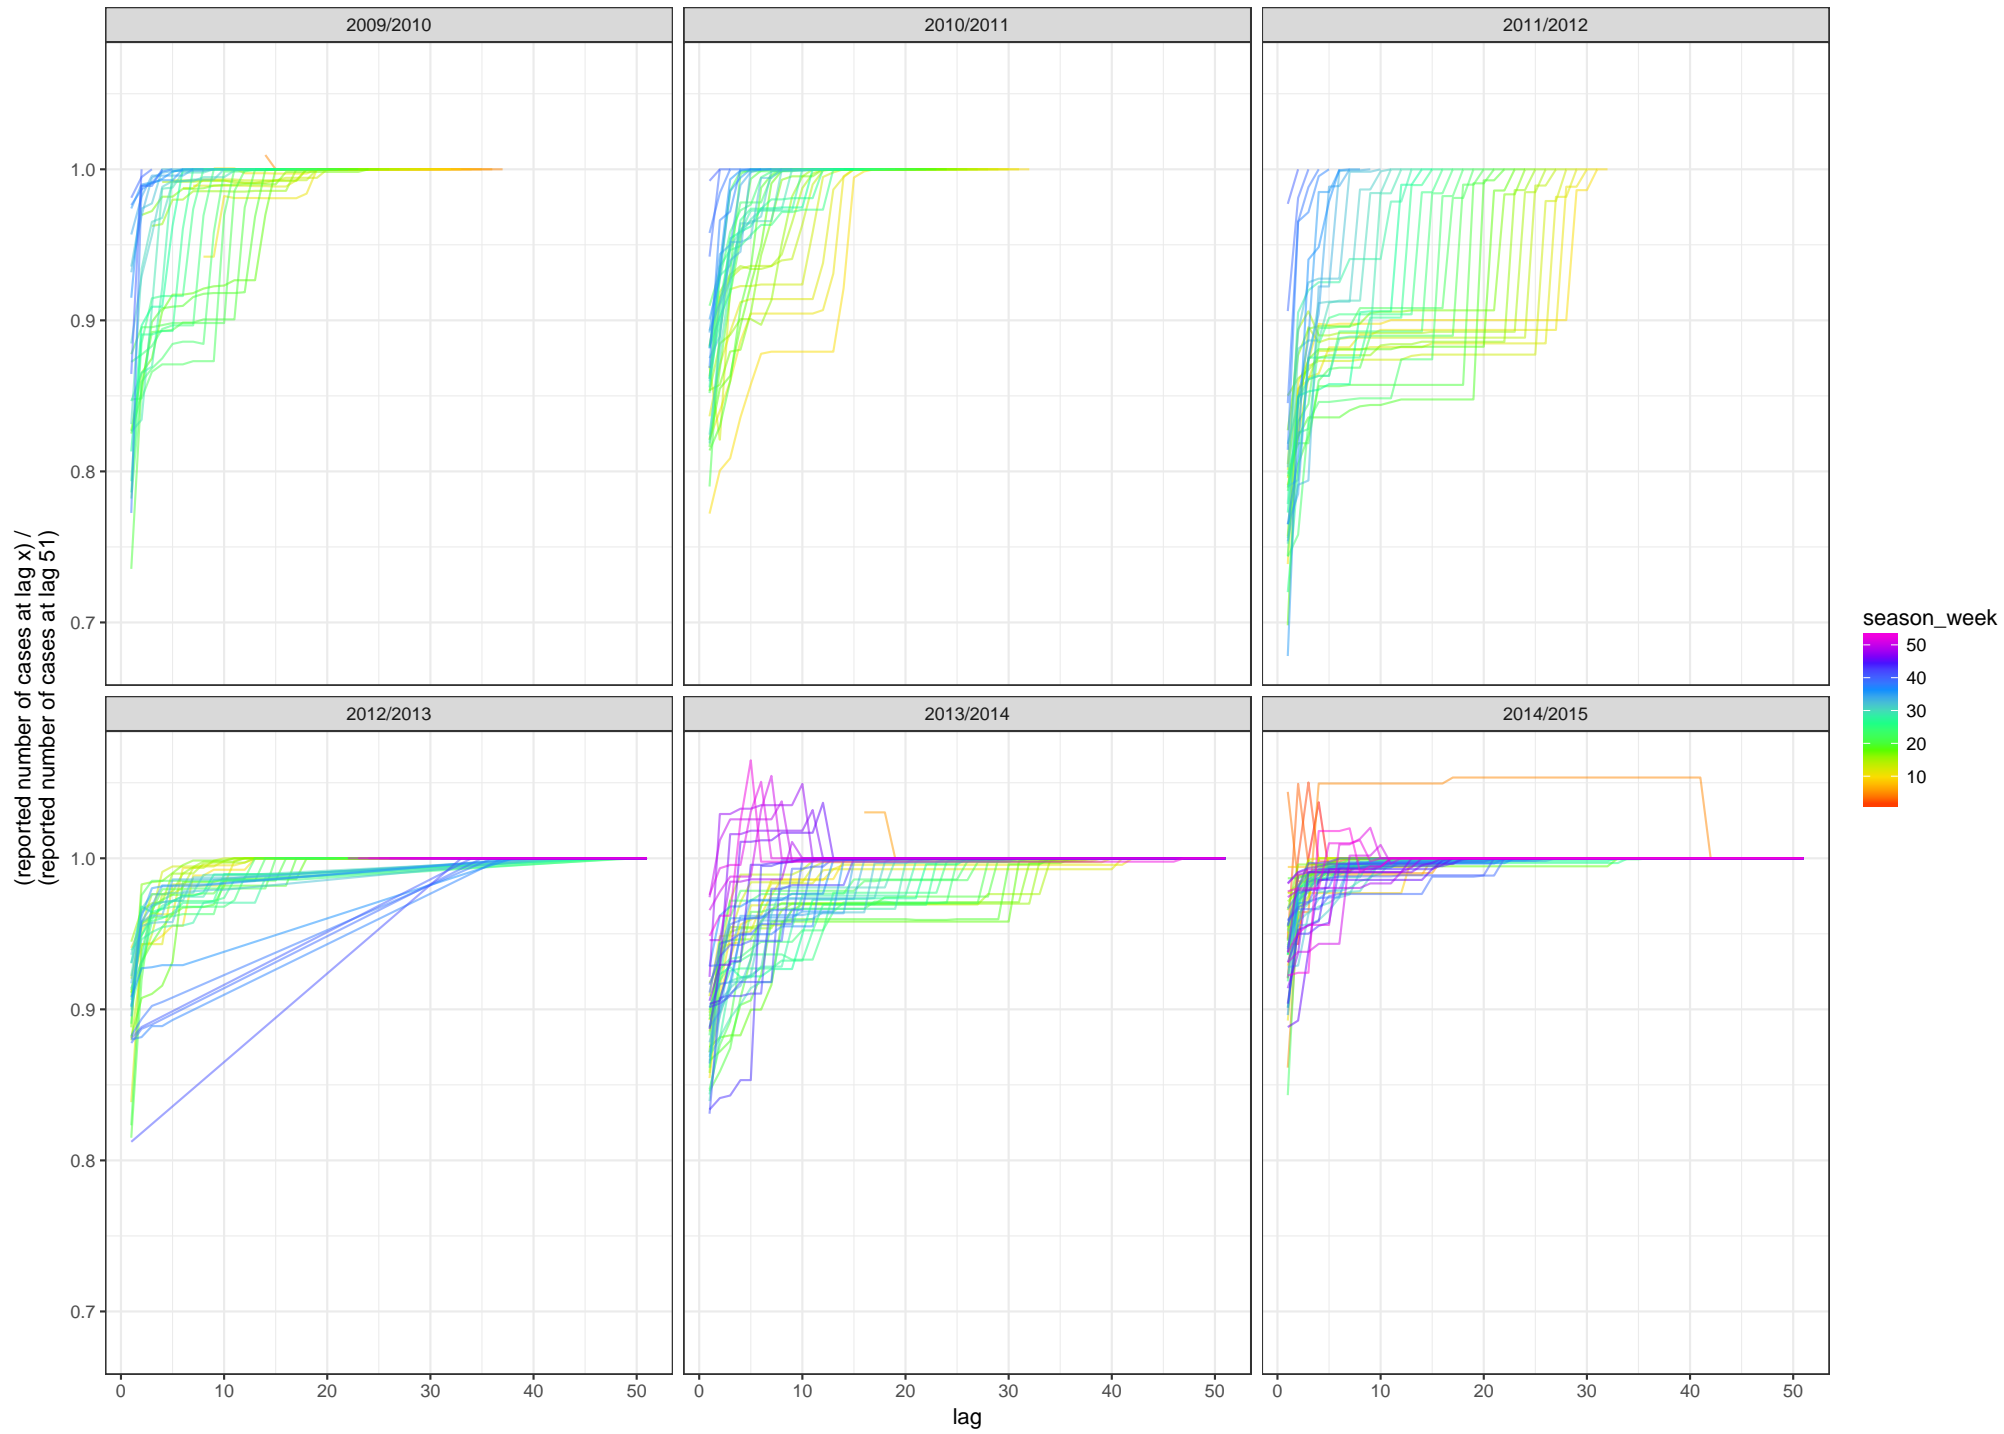 2009/2010
2010/2011
2011/2012
1.0
0.9
0.8
0.7
(reported number of cases at lag x) /
(reported number of cases at lag 51)
season_week
50
40
30
20
10
2012/2013
2013/2014
2014/2015
1.0
0.9
0.8
0.7
0 10 20 30 40 50
0 10 20 30 40 50
0 10 20 30 40 50
lag